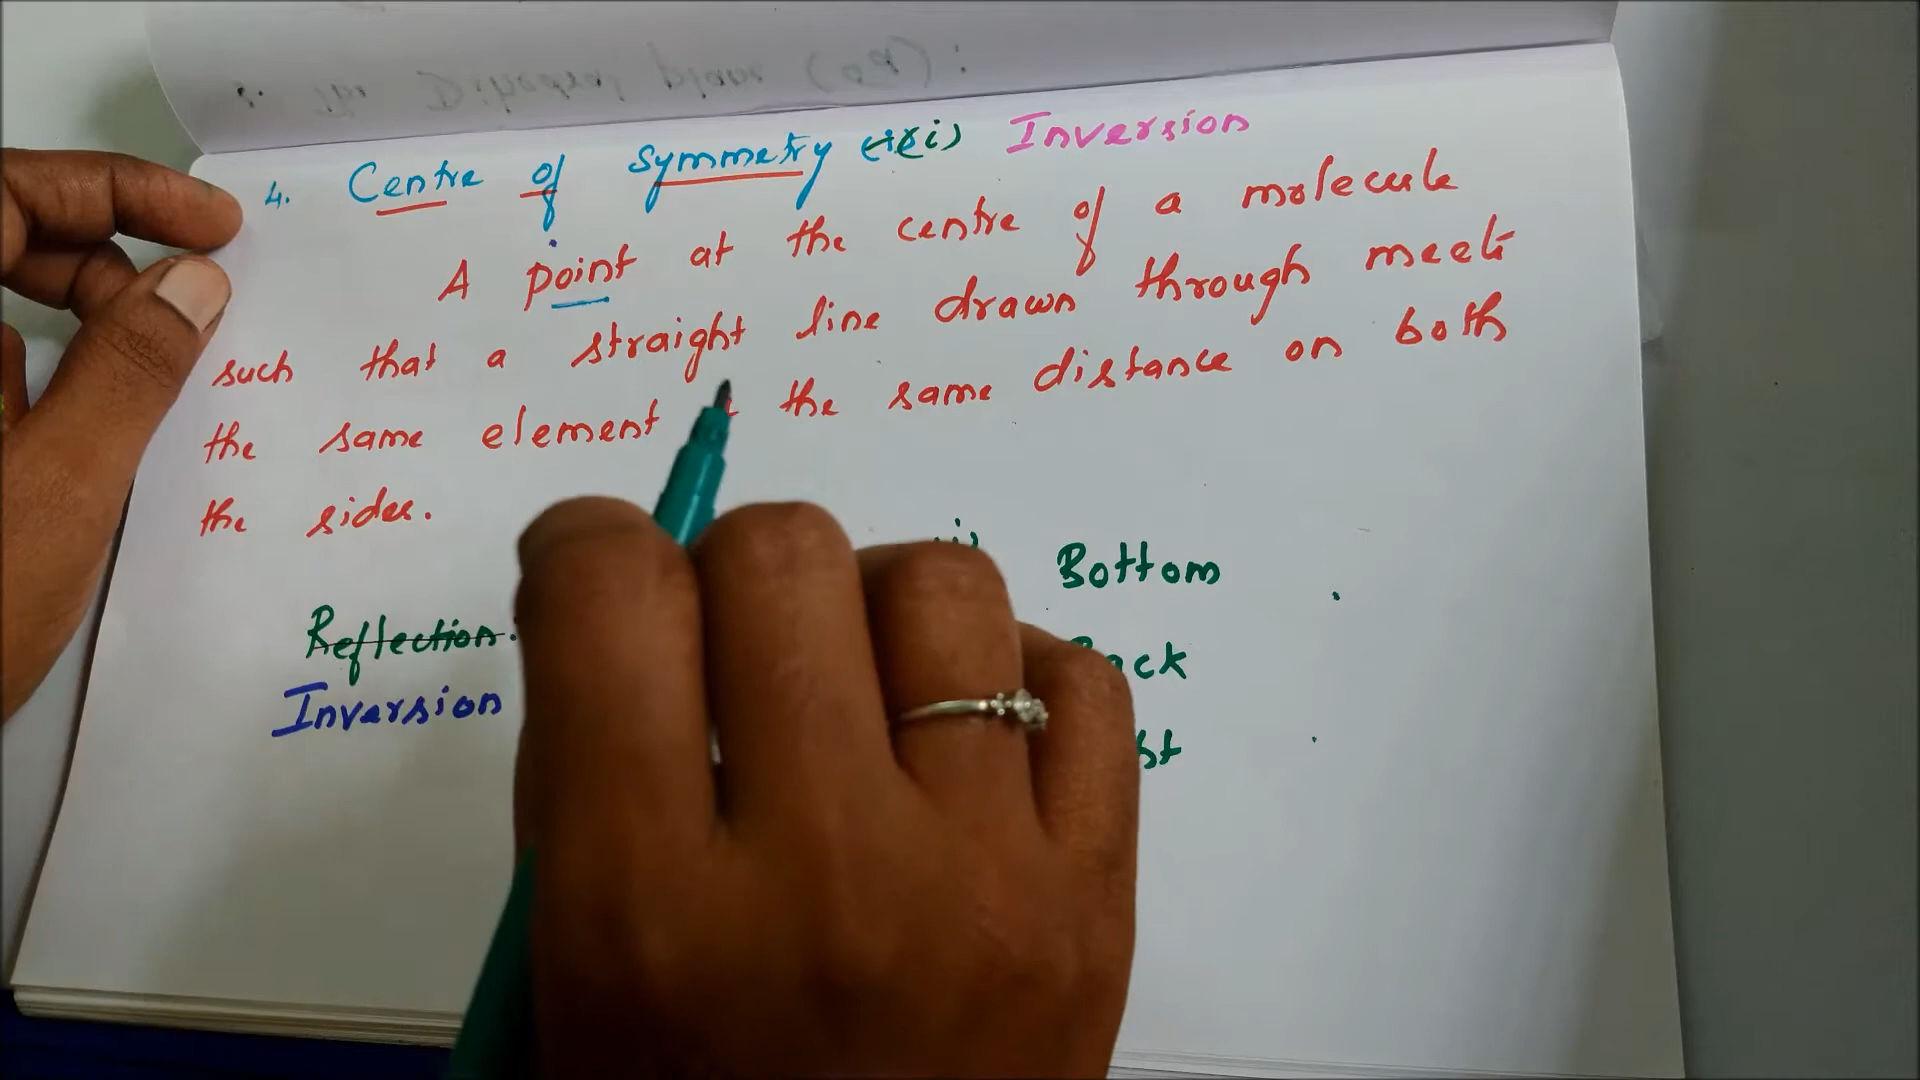 4. Centre of Symmetry (i) Inversion
A point at the centre of a molecule
such that a straight line drawn through meets
the same element the same distance on both
the sides.
Bottom
Reflection
Inversion